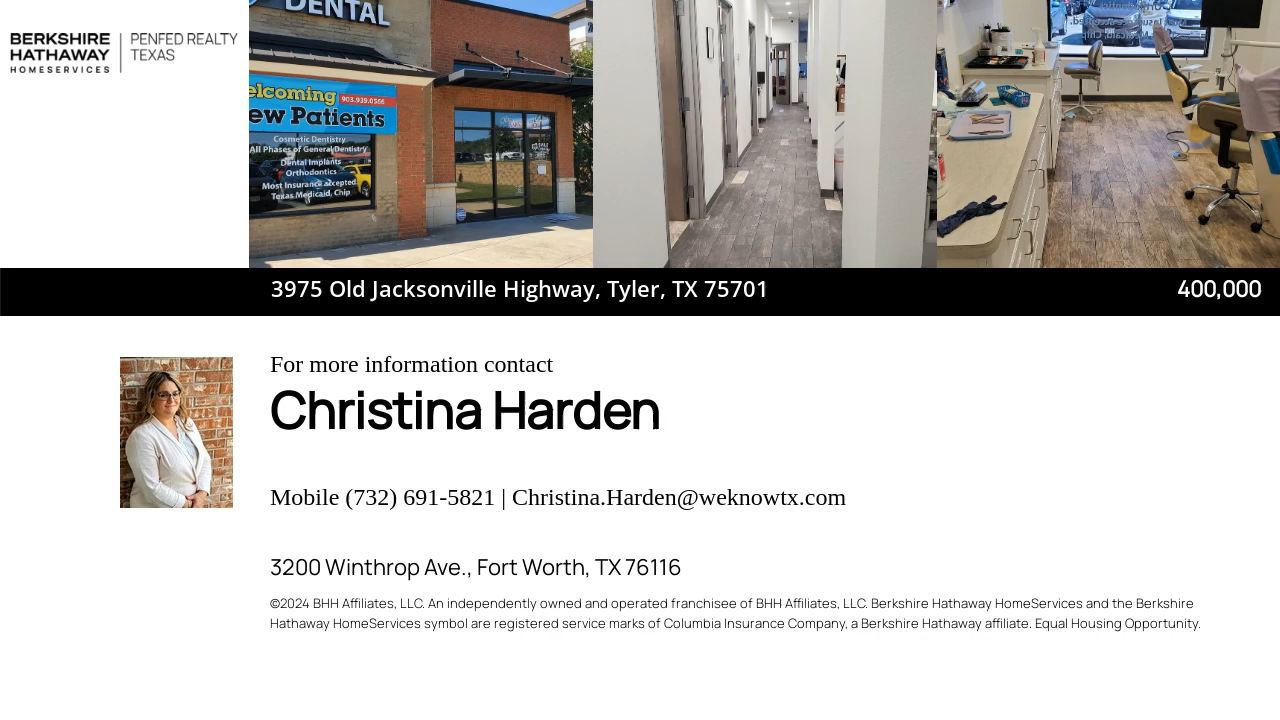 BERKSHIRE
HATHAWAY
HOMESERVICES
PENFED REALTY
TEXAS
DENTAL
elcoming
903.939.0556
ew Patients
Cosmetic Dentistry
All Phases of General Dentistry
Dental Implants
Orthodontics
Most Insurance Accepted.
Texas Medicaid, Chip
3975 Old Jacksonville Highway, Tyler, TX 75701
400,000
For more information contact
Christina Harden
Mobile (732) 691-5821 | Christina.Harden@weknowtx.com
3200 Winthrop Ave., Fort Worth, TX 76116
©2024 BHH Affiliates, LLC. An independently owned and operated franchisee of BHH Affiliates, LLC. Berkshire Hathaway HomeServices and the Berkshire
Hathaway HomeServices symbol are registered service marks of Columbia Insurance Company, a Berkshire Hathaway affiliate. Equal Housing Opportunity.